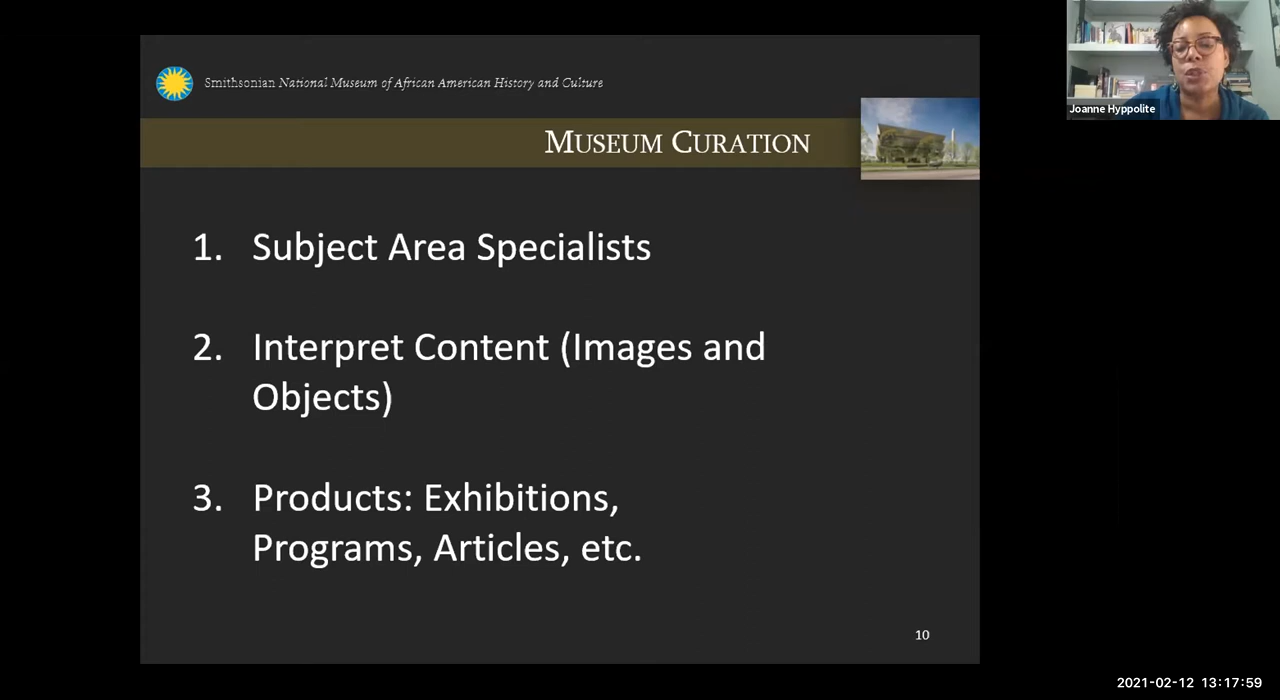 Smithsonian National Museum of African American History and Culture
Joanne Hyppolite
MUSEUM CURATION
1. Subject Area Specialists
2. Interpret Content (Images and
Objects)
3. Products: Exhibitions,
Programs, Articles, etc.
10
2021-02-12 13:17:59